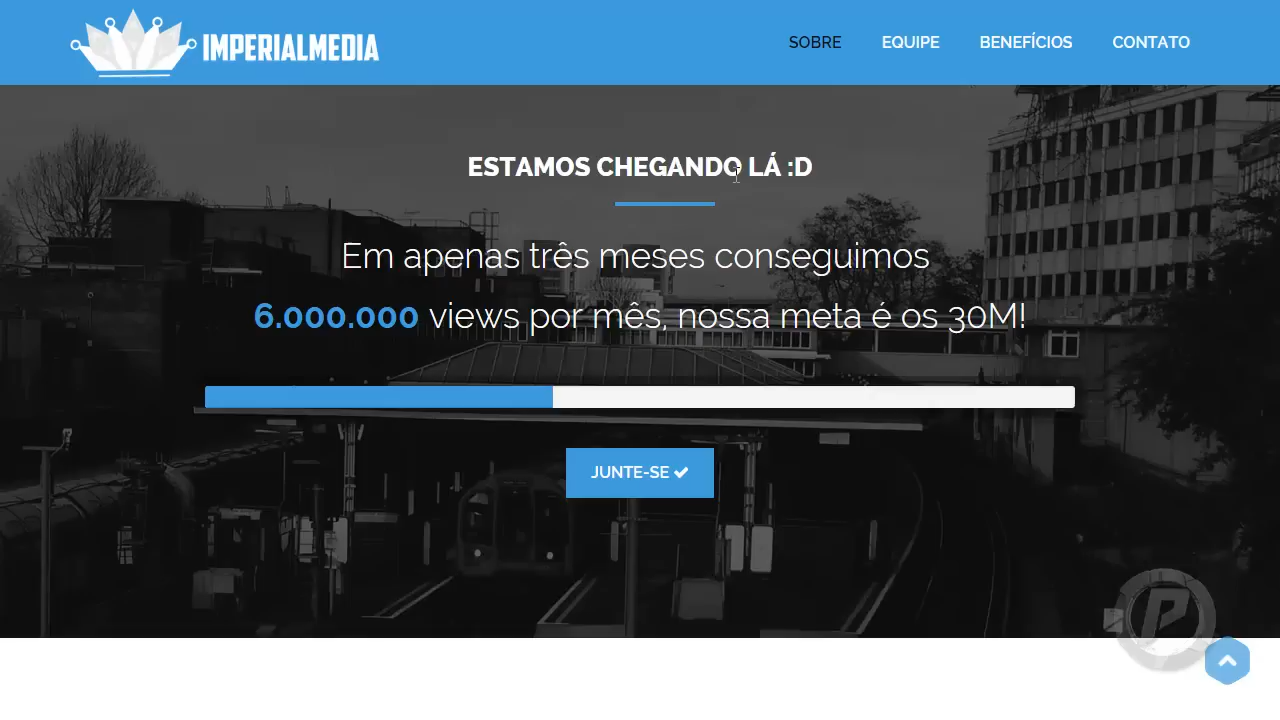 IMPERIALMEDIA
SOBRE EQUIPE BENEFÍCIOS CONTATO
ESTAMOS CHEGANDO LÁ :D
Em apenas três meses conseguimos
6.000.000 views por mês, nossa meta é os 30M!
JUNTE-SE
P